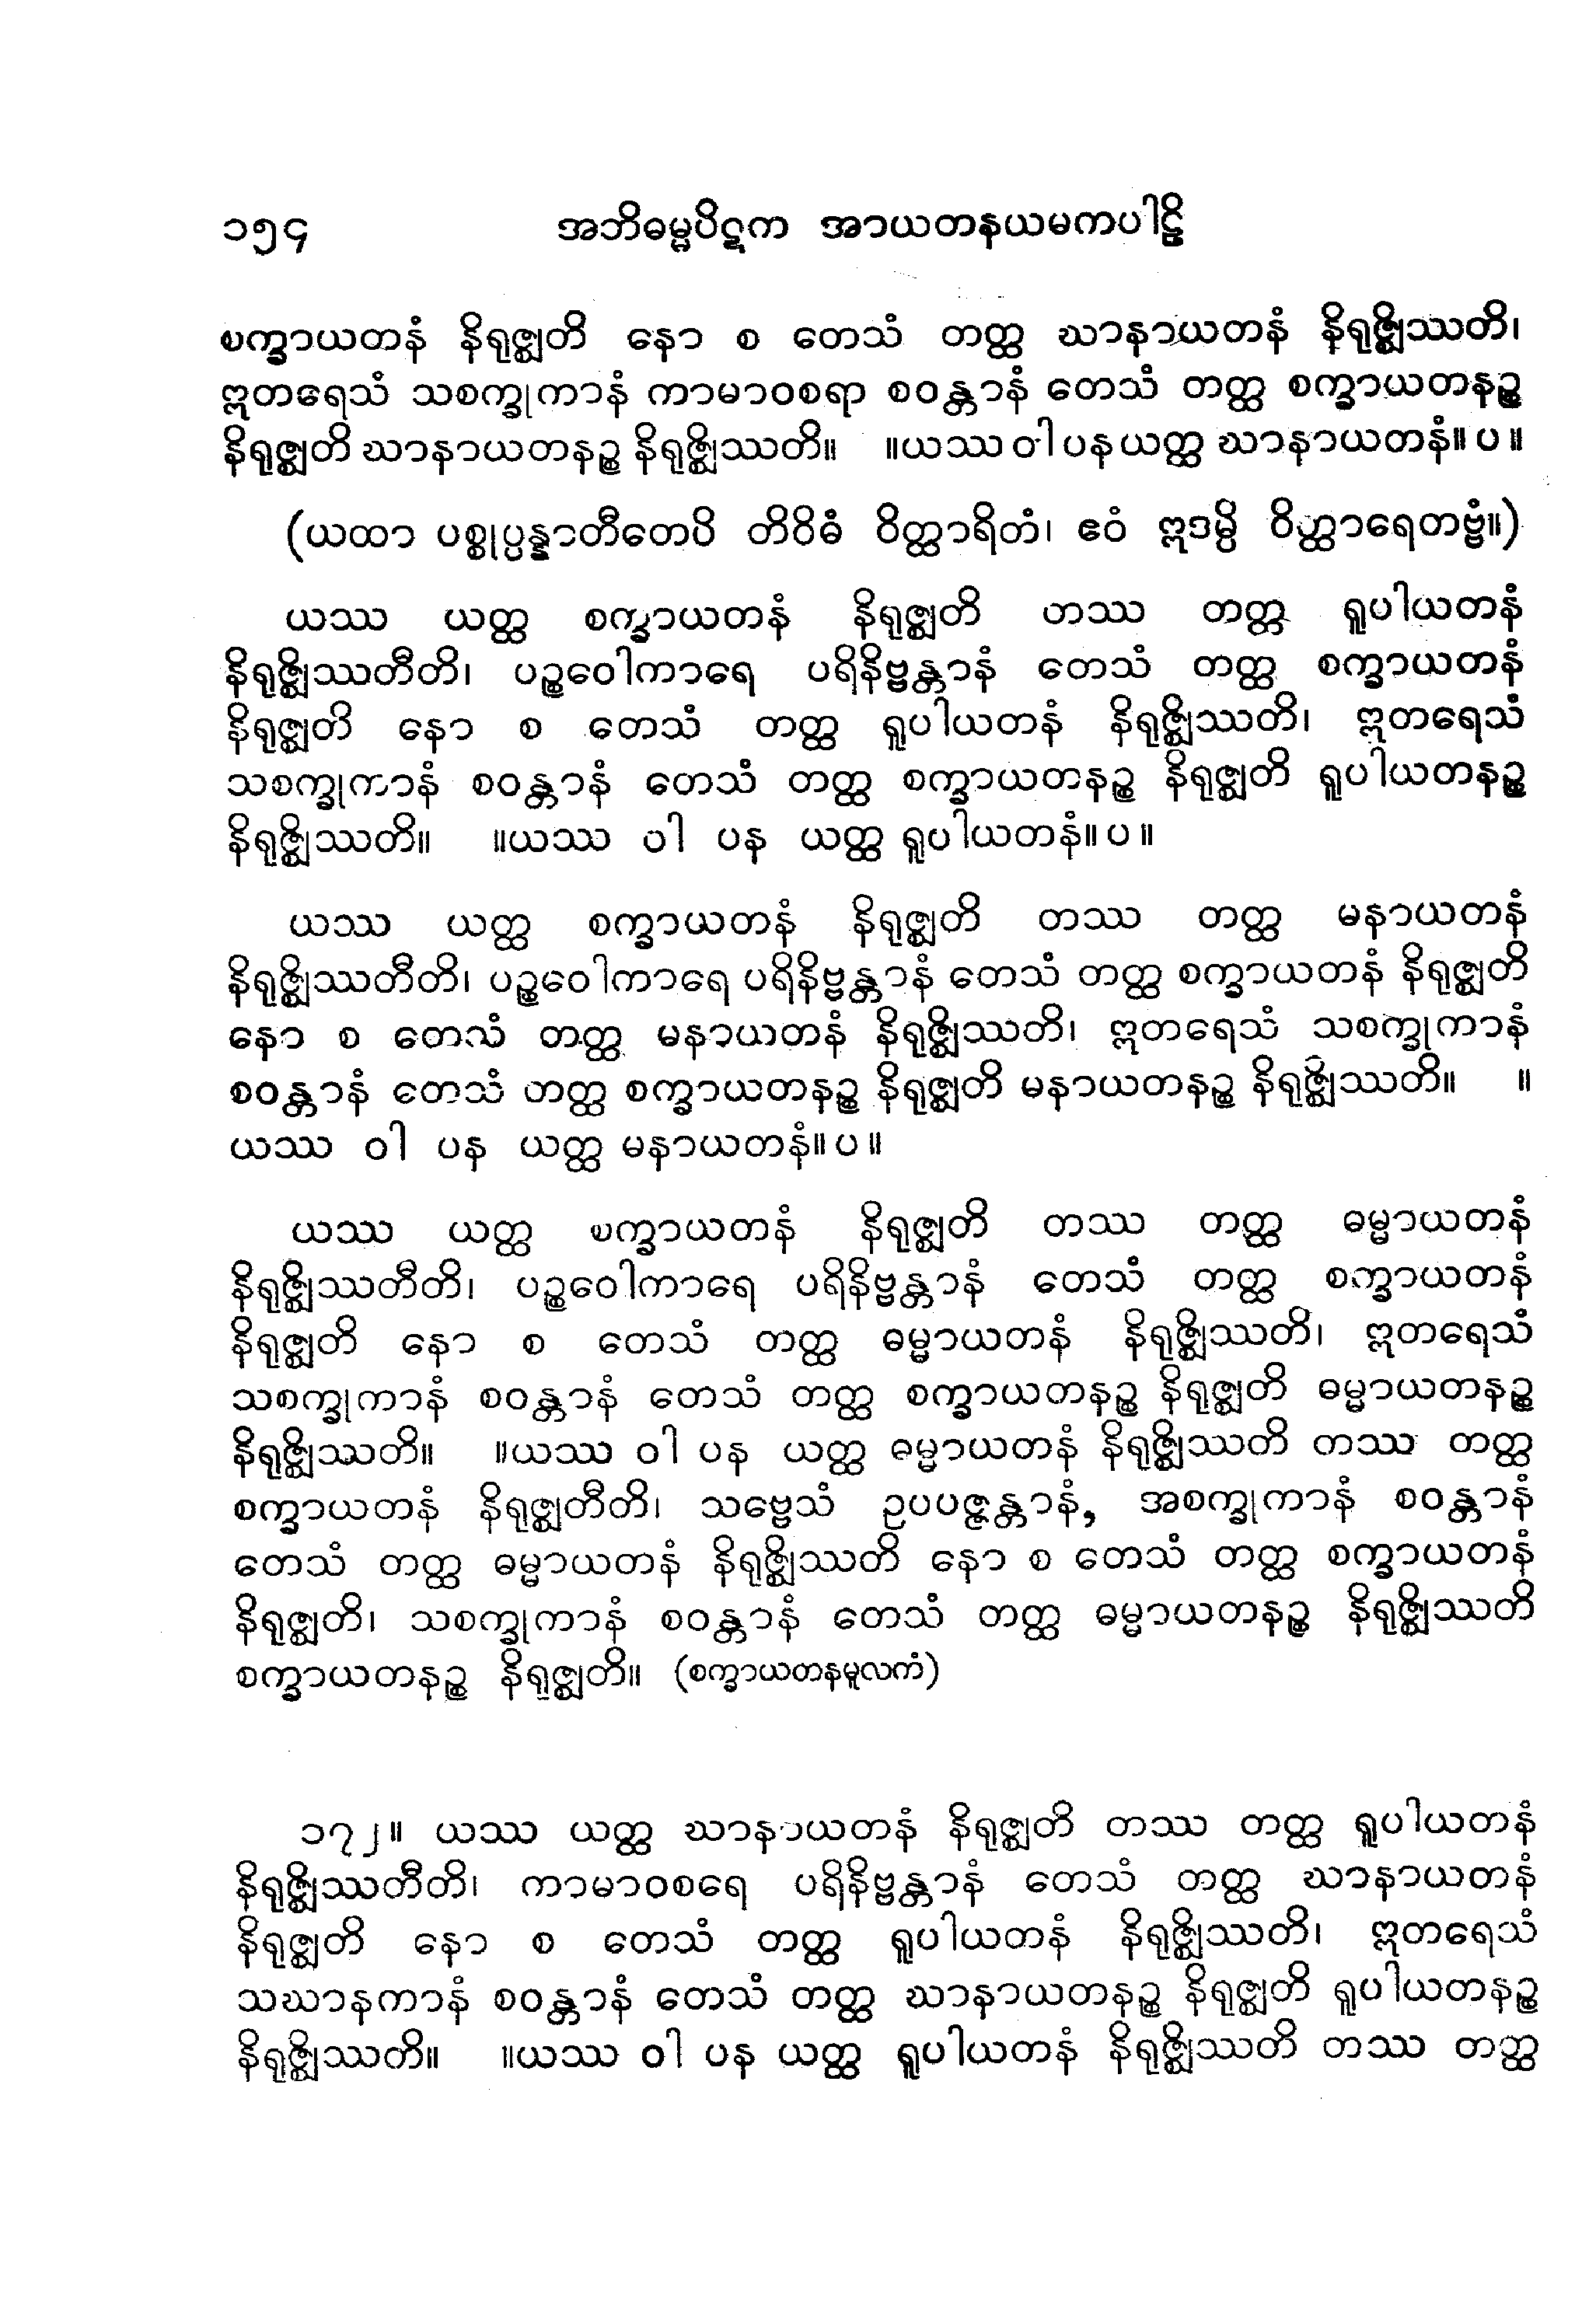 ၁၅၄ အဘိဓမ္မပိဋက အာယတနယမကပါဠိ
စက္ခာယတနံ နိရုဇ္ဈတိ နော စ တေသံ တတ္ထ ဃာနာယတနံ နိရုဇ္ဈိဿတိ၊
ဣတရေသံ သစက္ခုကာနံ ကာမာဝစရာ စဝန္တာနံ တေသံ တတ္ထ စက္ခာယတနဉ္စ
နိရုဇ္ဈတိ ဃာနာယတနဉ္စ နိရုဇ္ဈိဿတိ။ ။ယဿ ဝါ ပန ယတ္ထ ဃာနာယတနံ။ ပ ။
(ယထာ ပစ္စုပ္ပန္နာတီတေပိ တိဝိဓံ ဝိတ္ထာရိတံ၊ ဧဝံ ဣဒမ္ပိ ဝိတ္ထာရေတဗ္ဗံ။)
ယဿ ယတ္ထ စက္ခာယတနံ နိရုဇ္ဈတိ တဿ တတ္ထ ရူပါယတနံ
နိရုဇ္ဈိဿတီတိ၊ ပဉ္စဝေါကာရေ ပရိနိဗ္ဗန္တာနံ တေသံ တတ္ထ စက္ခာယတနံ
နိရုဇ္ဈတိ နော စ တေသံ တတ္ထ ရူပါယတနံ နိရုဇ္ဈိဿတိ၊ ဣတရေသံ
သစက္ခုကာနံ စဝန္တာနံ တေသံ တတ္ထ စက္ခာယတနဉ္စ နိရုဇ္ဈတိ ရူပါယတနဉ္စ
နိရုဇ္ဈိဿတိ။ ။ယဿ ဝါ ပန ယတ္ထ ရူပါယတနံ။ ပ ။
ယဿ ယတ္ထ စက္ခာယတနံ နိရုဇ္ဈတိ တဿ တတ္ထ မနာယတနံ
နိရုဇ္ဈိဿတီတိ၊ ပဉ္စဝေါကာရေ ပရိနိဗ္ဗန္တာနံ တေသံ တတ္ထ စက္ခာယတနံ နိရုဇ္ဈတိ
နော စ တေသံ တတ္ထ မနာယတနံ နိရုဇ္ဈိဿတိ၊ ဣတရေသံ သစက္ခုကာနံ
စဝန္တာနံ တေသံ တတ္ထ စက္ခာယတနဉ္စ နိရုဇ္ဈတိ မနာယတနဉ္စ နိရုဇ္ဈိဿတိ။ ။
ယဿ ဝါ ပန ယတ္ထ မနာယတနံ။ ပ ။
ယဿ ယတ္ထ စက္ခာယတနံ နိရုဇ္ဈတိ တဿ တတ္ထ ဓမ္မာယတနံ
နိရုဇ္ဈိဿတီတိ၊ ပဉ္စဝေါကာရေ ပရိနိဗ္ဗန္တာနံ တေသံ တတ္ထ စက္ခာယတနံ
နိရုဇ္ဈတိ နော စ တေသံ တတ္ထ ဓမ္မာယတနံ နိရုဇ္ဈိဿတိ၊ ဣတရေသံ
သစက္ခုကာနံ စဝန္တာနံ တေသံ တတ္ထ စက္ခာယတနဉ္စ နိရုဇ္ဈတိ ဓမ္မာယတနဉ္စ
နိရုဇ္ဈိဿတိ။ ။ယဿ ဝါ ပန ယတ္ထ ဓမ္မာယတနံ နိရုဇ္ဈိဿတိ တဿ တတ္ထ
စက္ခာယတနံ နိရုဇ္ဈတီတိ၊ သဗ္ဗေသံ ဥပပဇ္ဇန္တာနံ, အစက္ခုကာနံ စဝန္တာနံ
တေသံ တတ္ထ ဓမ္မာယတနံ နိရုဇ္ဈိဿတိ နော စ တေသံ တတ္ထ စက္ခာယတနံ
နိရုဇ္ဈတိ၊ သစက္ခုကာနံ စဝန္တာနံ တေသံ တတ္ထ ဓမ္မာယတနဉ္စ နိရုဇ္ဈိဿတိ
စက္ခာယတနဉ္စ နိရုဇ္ဈတိ။ (စက္ခာယတနမူလကံ)
၁၇၂။ ယဿ ယတ္ထ ဃာနာယတနံ နိရုဇ္ဈတိ တဿ တတ္ထ ရူပါယတနံ
နိရုဇ္ဈိဿတီတိ၊ ကာမာဝစရေ ပရိနိဗ္ဗန္တာနံ တေသံ တတ္ထ ဃာနာယတနံ
နိရုဇ္ဈတိ နော စ တေသံ တတ္ထ ရူပါယတနံ နိရုဇ္ဈိဿတိ၊ ဣတရေသံ
သဃာနကာနံ စဝန္တာနံ တေသံ တတ္ထ ဃာနာယတနဉ္စ နိရုဇ္ဈတိ ရူပါယတနဉ္စ
နိရုဇ္ဈိဿတိ။ ။ယဿ ဝါ ပန ယတ္ထ ရူပါယတနံ နိရုဇ္ဈိဿတိ တဿ တတ္ထ